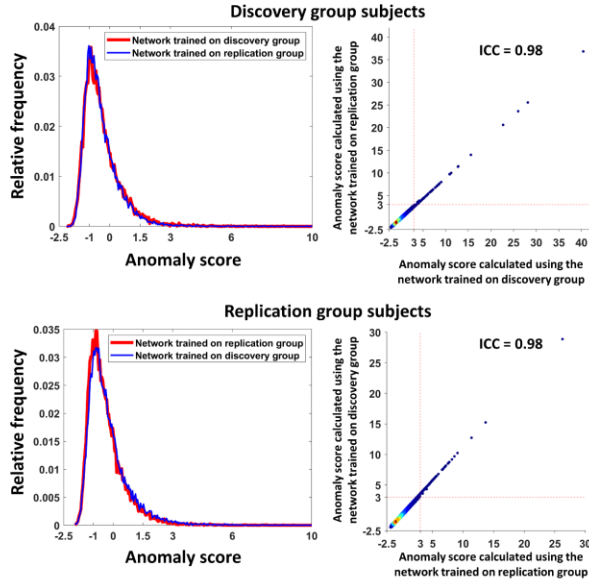 Discovery group subjects
0.04
0.03
0.02
0.01
0
Relative frequency
Network trained on discovery group
Network trained on replication group
-2.5 -1 0 1.5 3 6 10
Anomaly score
Anomaly score calculated using the
network trained on replication group
40
35
30
25
20
15
10
5
3
-2.5
ICC = 0.98
-2.5 3 5 10 15 20 25 30 35 40
Anomaly score calculated using the
network trained on discovery group
Replication group subjects
0.035
0.03
0.025
0.02
0.015
0.01
0.005
0
Relative frequency
Network trained on replication group
Network trained on discovery group
-2.5 -1 0 1.5 3 6 10
Anomaly score
Anomaly score calculated using the
network trained on discovery group
30
25
20
15
10
5
3
-2.5
ICC = 0.98
-2.5 3 5 10 15 20 25 30
Anomaly score calculated using the
network trained on replication group